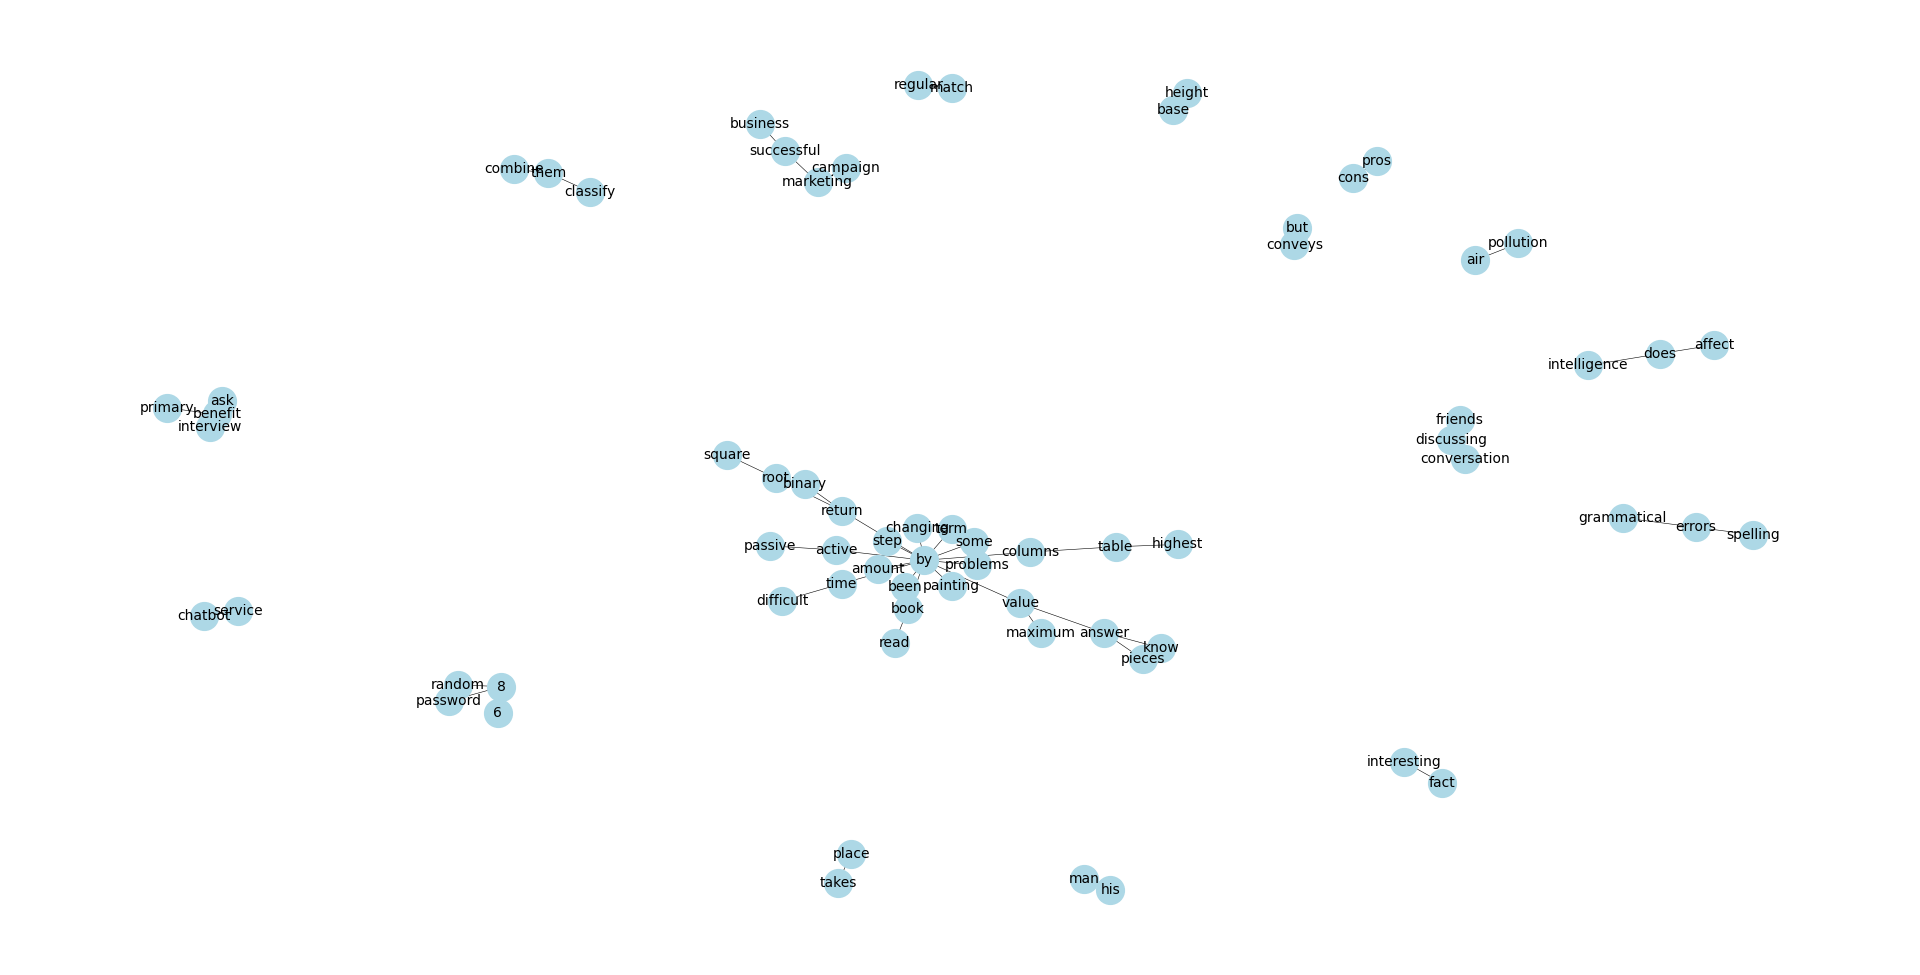 regular
match
height
base
business
successful
campaign
marketing
combine
them
classify
pros
cons
but
conveys
pollution
air
affect
does
intelligence
primary
ask
benefit
interview
friends
discussing
conversation
square
root
binary
return
changing
term
step
some
passive
active
by
columns
table
highest
amount
problems
time
been
painting
difficult
book
value
read
maximum
answer
know
pieces
grammatical
errors
spelling
chatbot
service
random
8
password
6
interesting
fact
place
takes
man
his